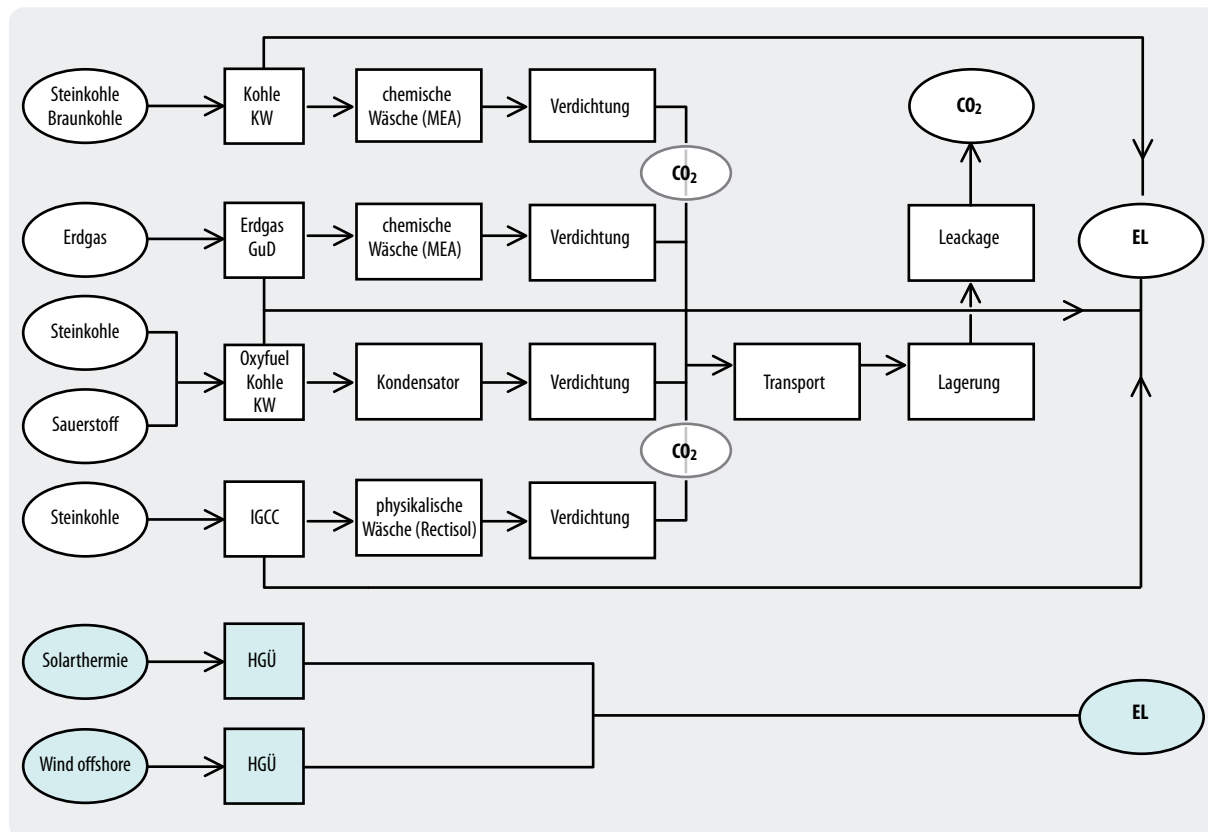 Steinkohle
Braunkohle
Kohle
KW
chemische
Wäsche (MEA)
Verdichtung
CO₂
CO₂
Erdgas
Erdgas
GuD
chemische
Wäsche (MEA)
Verdichtung
Leackage
EL
Steinkohle
Sauerstoff
Oxyfuel
Kohle
KW
Kondensator
Verdichtung
Transport
Lagerung
CO₂
Steinkohle
IGCC
physikalische
Wäsche (Rectisol)
Verdichtung
Solarthermie
HGÜ
EL
Wind offshore
HGÜ